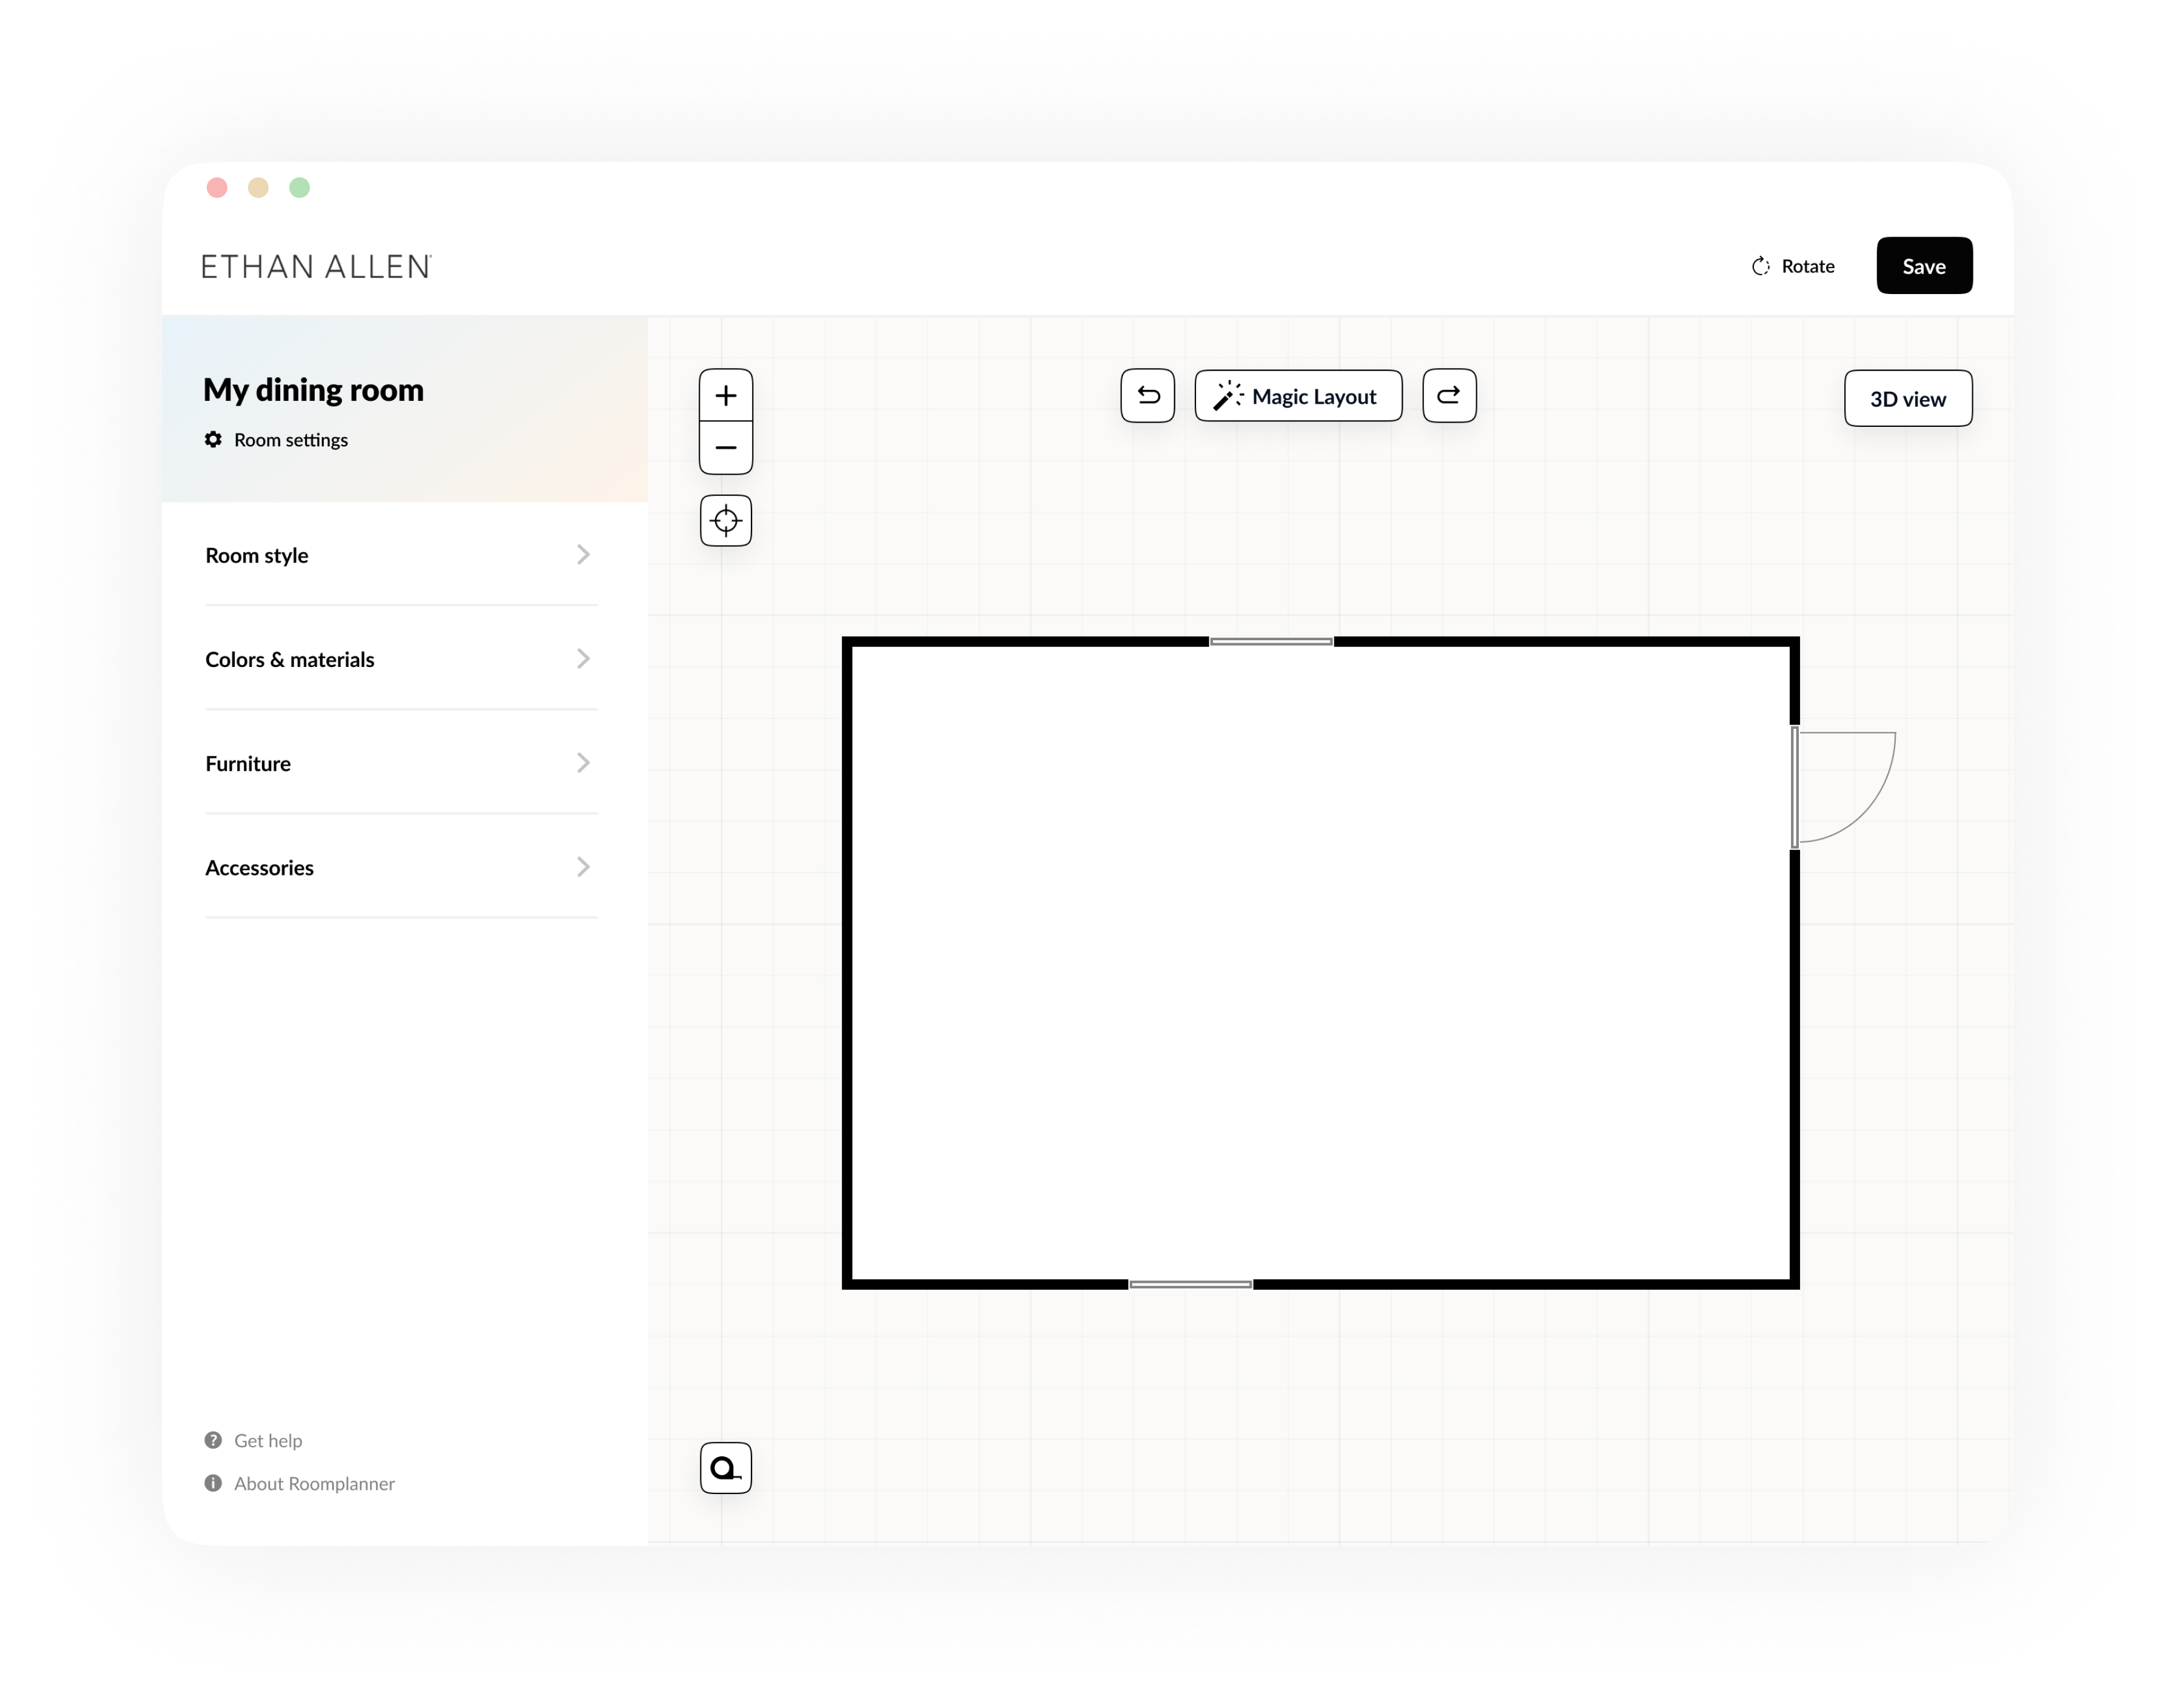 ETHAN ALLEN
Rotate
Save
My dining room
Room settings
Room style
Colors & materials
Furniture
Accessories
Get help
About Roomplanner
Magic Layout
3D view